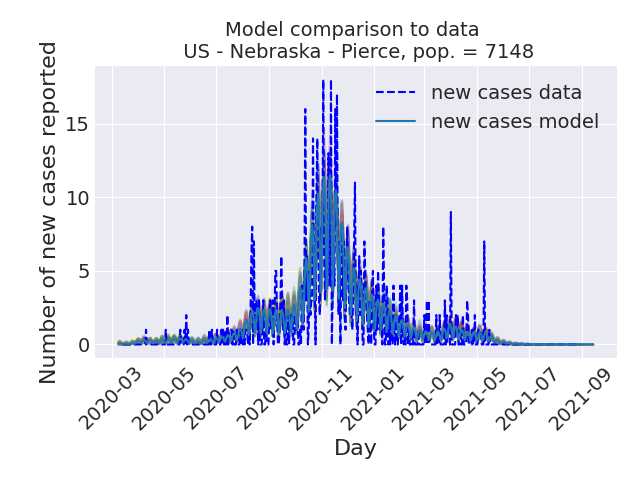 Model comparison to data
US - Nebraska - Pierce, pop. = 7148
Number of new cases reported
15
10
5
0
new cases data
new cases model
2020-03
2020-05
2020-07
2020-09
2020-11
2021-01
2021-03
2021-05
2021-07
2021-09
Day